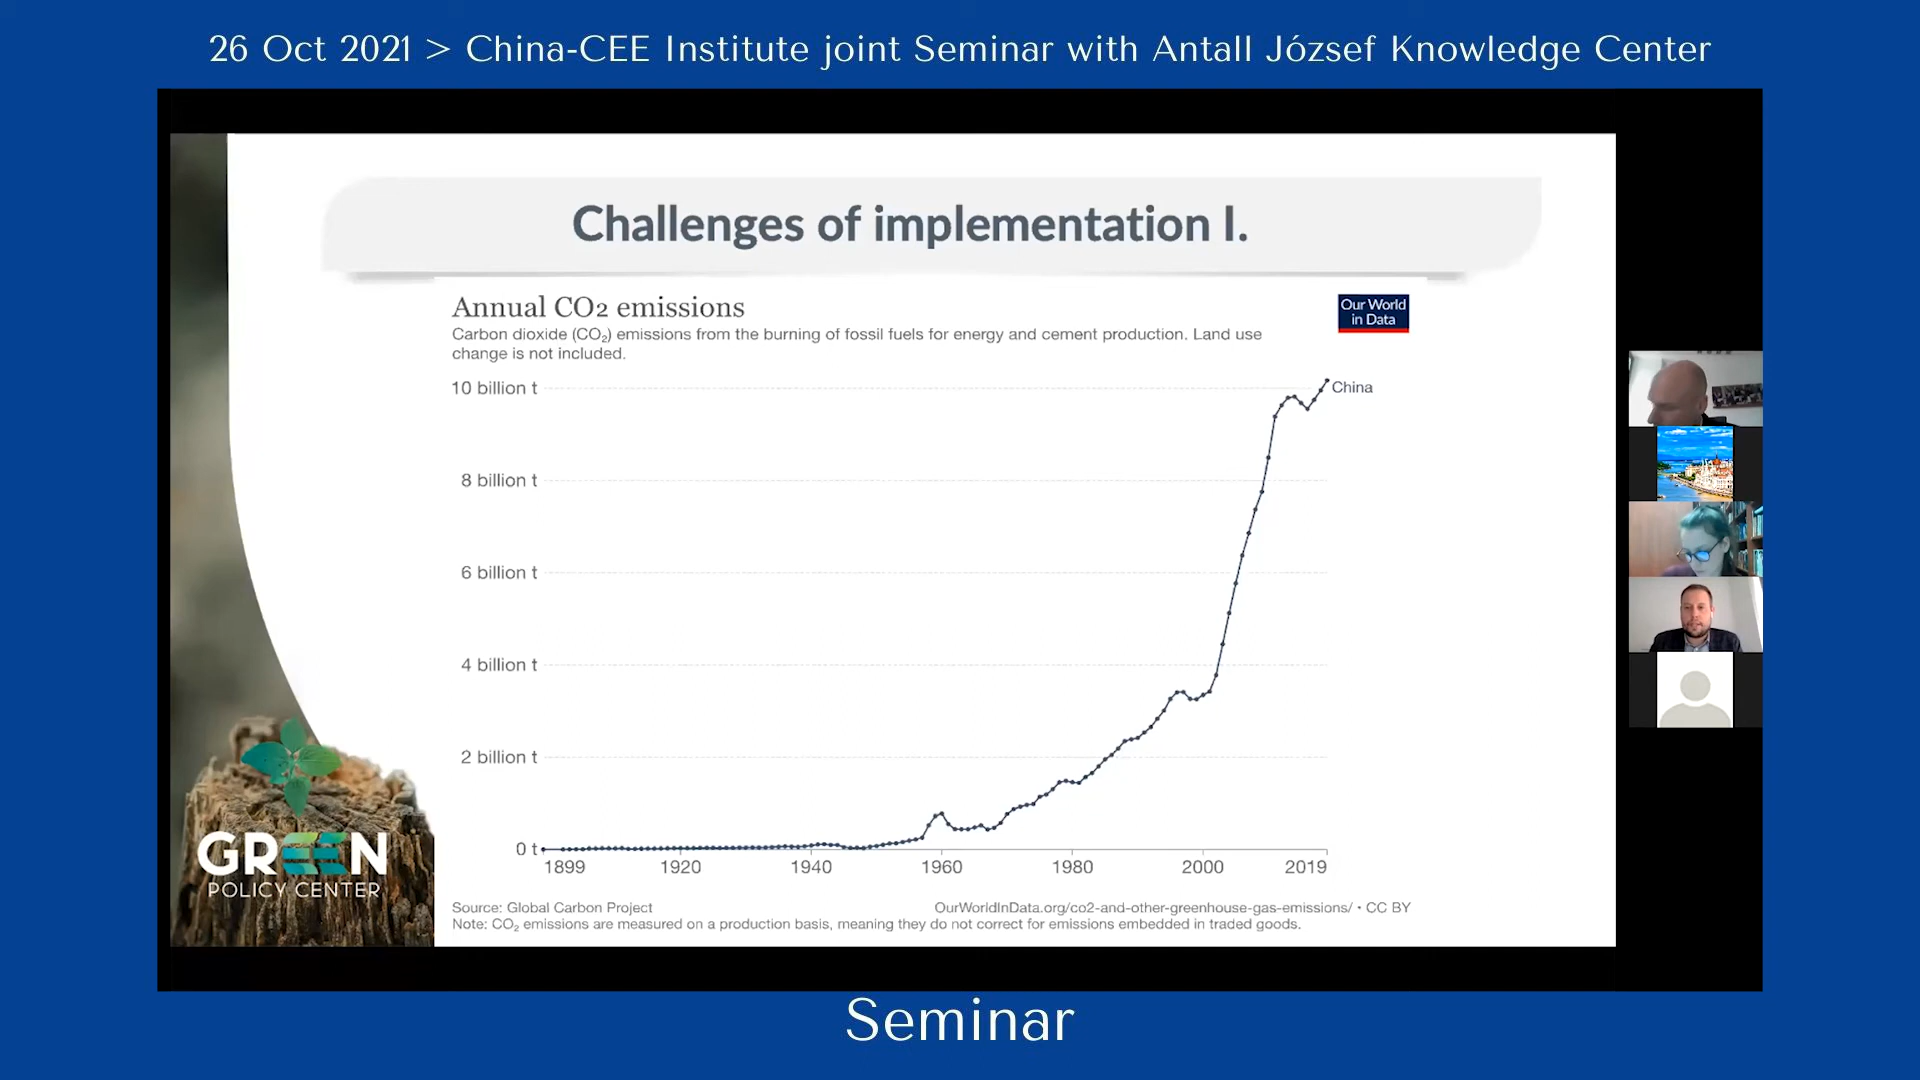 26 Oct 2021 > China-CEE Institute joint Seminar with Antall József Knowledge Center
Challenges of implementation I.
Annual CO2 emissions
Our World
in Data
Carbon dioxide (CO₂) emissions from the burning of fossil fuels for energy and cement production. Land use
change is not included.
10 billion t
China
8 billion t
6 billion t
4 billion t
2 billion t
0 t
1899 1920 1940 1960 1980 2000 2019
GREEN
POLICY CENTER
Source: Global Carbon Project
OurWorldInData.org/co2-and-other-greenhouse-gas-emissions/ • CC BY
Note: CO₂ emissions are measured on a production basis, meaning they do not correct for emissions embedded in traded goods.
Seminar